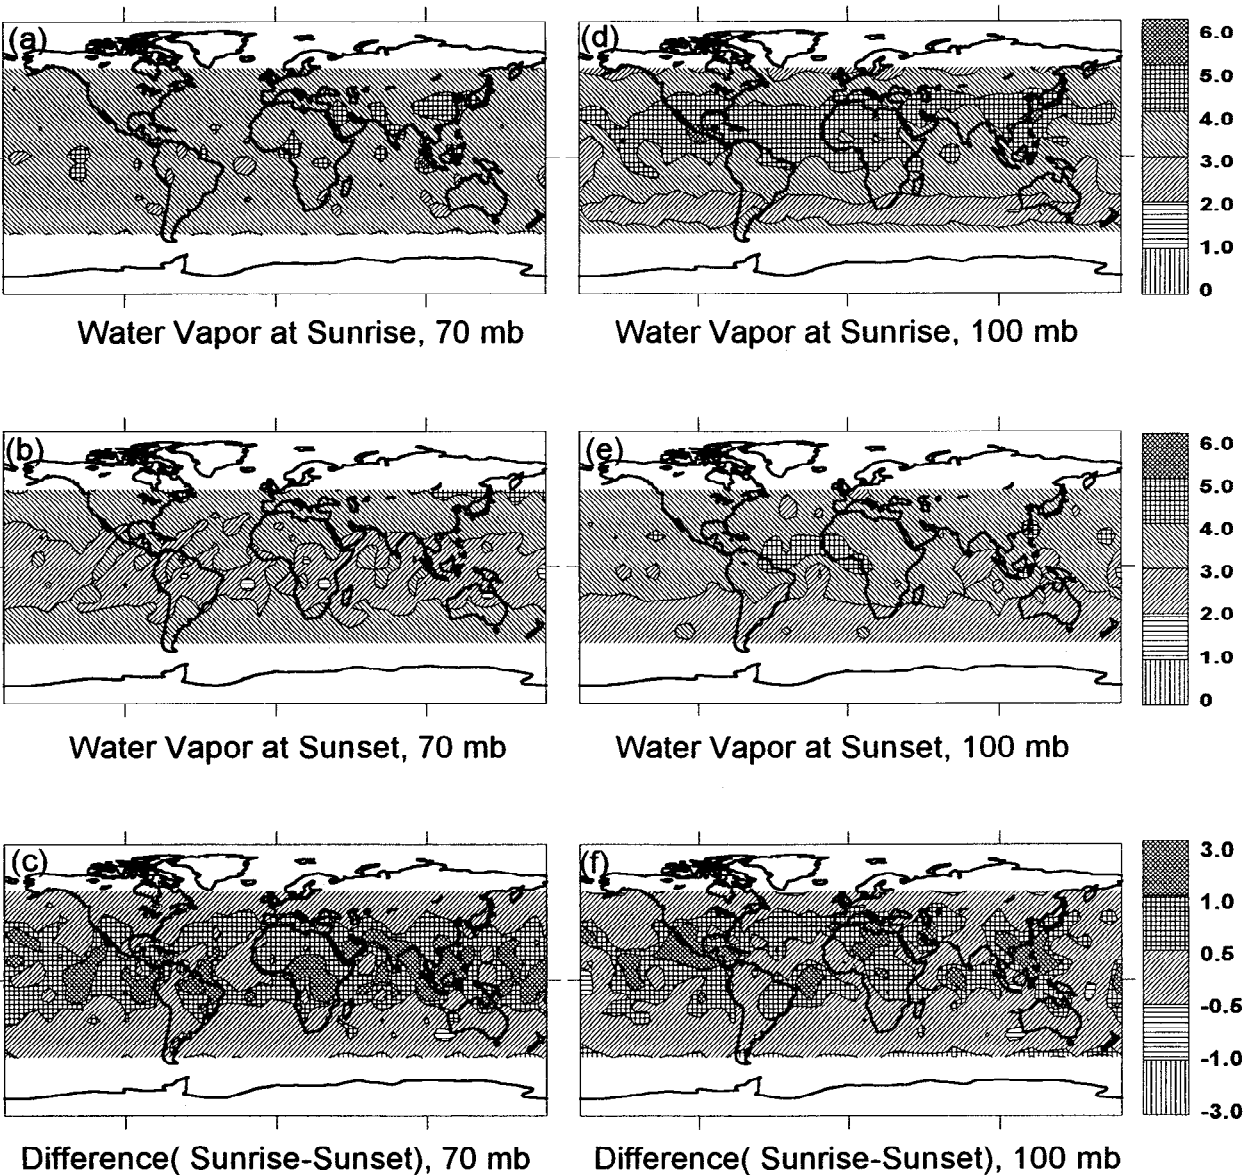 (a)
(d)
6.0
5.0
4.0
3.0
2.0
1.0
0
Water Vapor at Sunrise, 70 mb
Water Vapor at Sunrise, 100 mb
(b)
(e)
6.0
5.0
4.0
3.0
2.0
1.0
0
Water Vapor at Sunset, 70 mb
Water Vapor at Sunset, 100 mb
(c)
(f)
3.0
1.0
0.5
-0.5
-1.0
-3.0
Difference( Sunrise-Sunset), 70 mb
Difference( Sunrise-Sunset), 100 mb